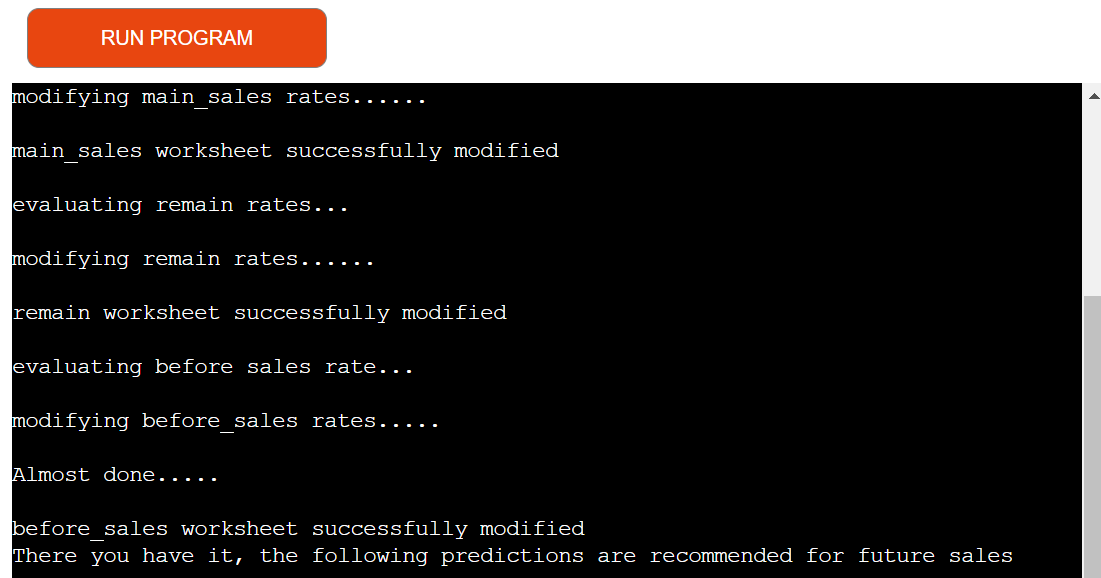 RUN PROGRAM
modifying main_sales rates......
main_sales worksheet successfully modified
evaluating remain rates...
modifying remain rates......
remain worksheet successfully modified
evaluating before sales rate...
modifying before_sales rates.....
Almost done.....
before_sales worksheet successfully modified
There you have it, the following predictions are recommended for future sales